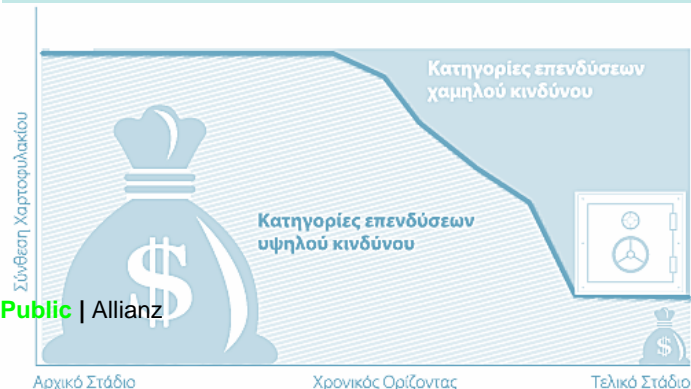 Κατηγορίες επενδύσεων
χαμηλού κινδύνου
Σύνθεση Χαρτοφυλακίου
Κατηγορίες επενδύσεων
υψηλού κινδύνου
$
Public | Allianz
$
Αρχικό Στάδιο
Χρονικός Ορίζοντας
Τελικό Στάδιο